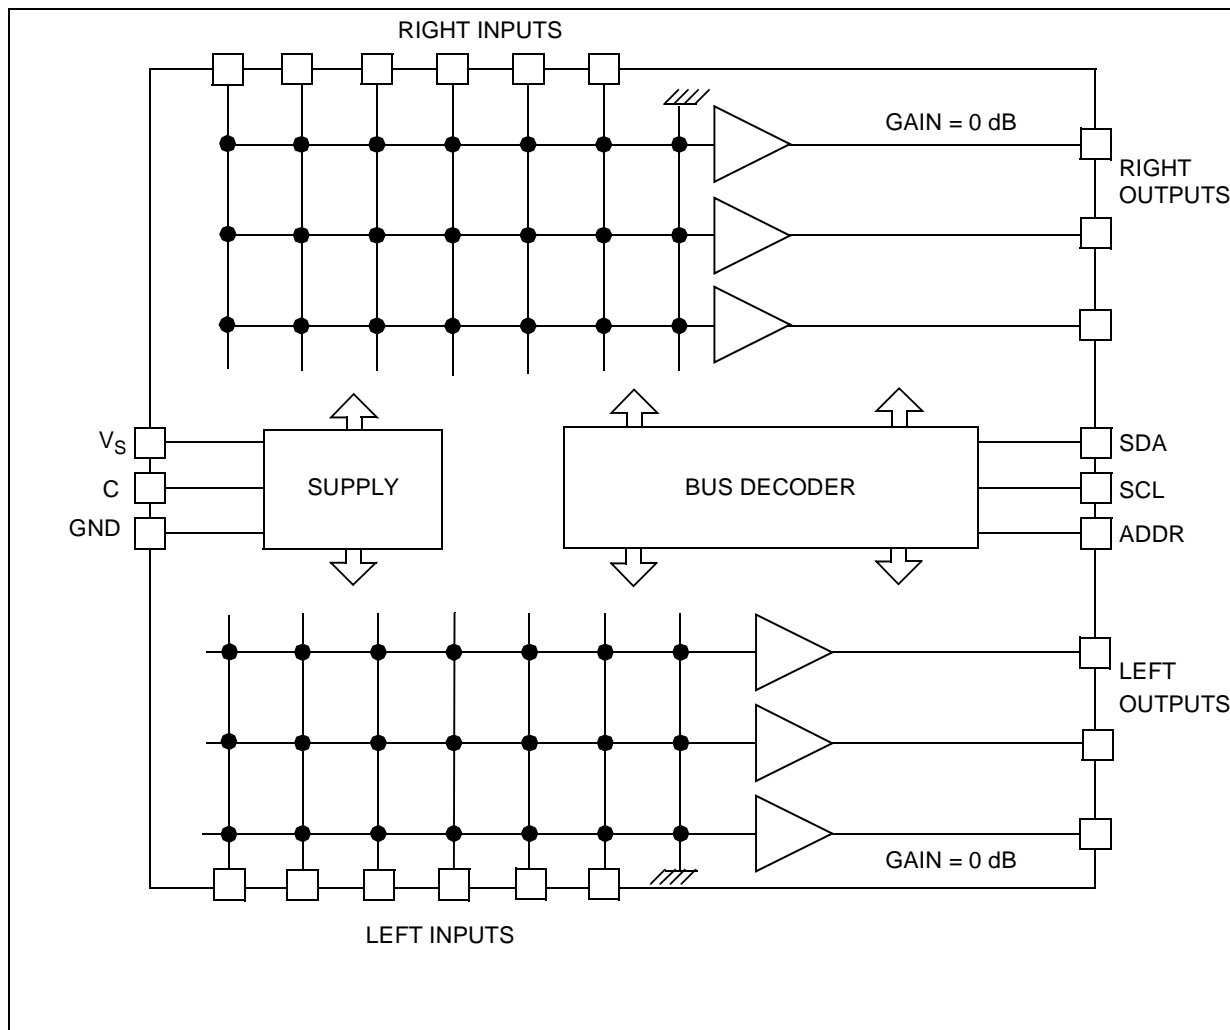 RIGHT INPUTS
GAIN = 0 dB
RIGHT
OUTPUTS
VS
C
GND
SUPPLY
BUS DECODER
SDA
SCL
ADDR
LEFT
OUTPUTS
GAIN = 0 dB
LEFT INPUTS